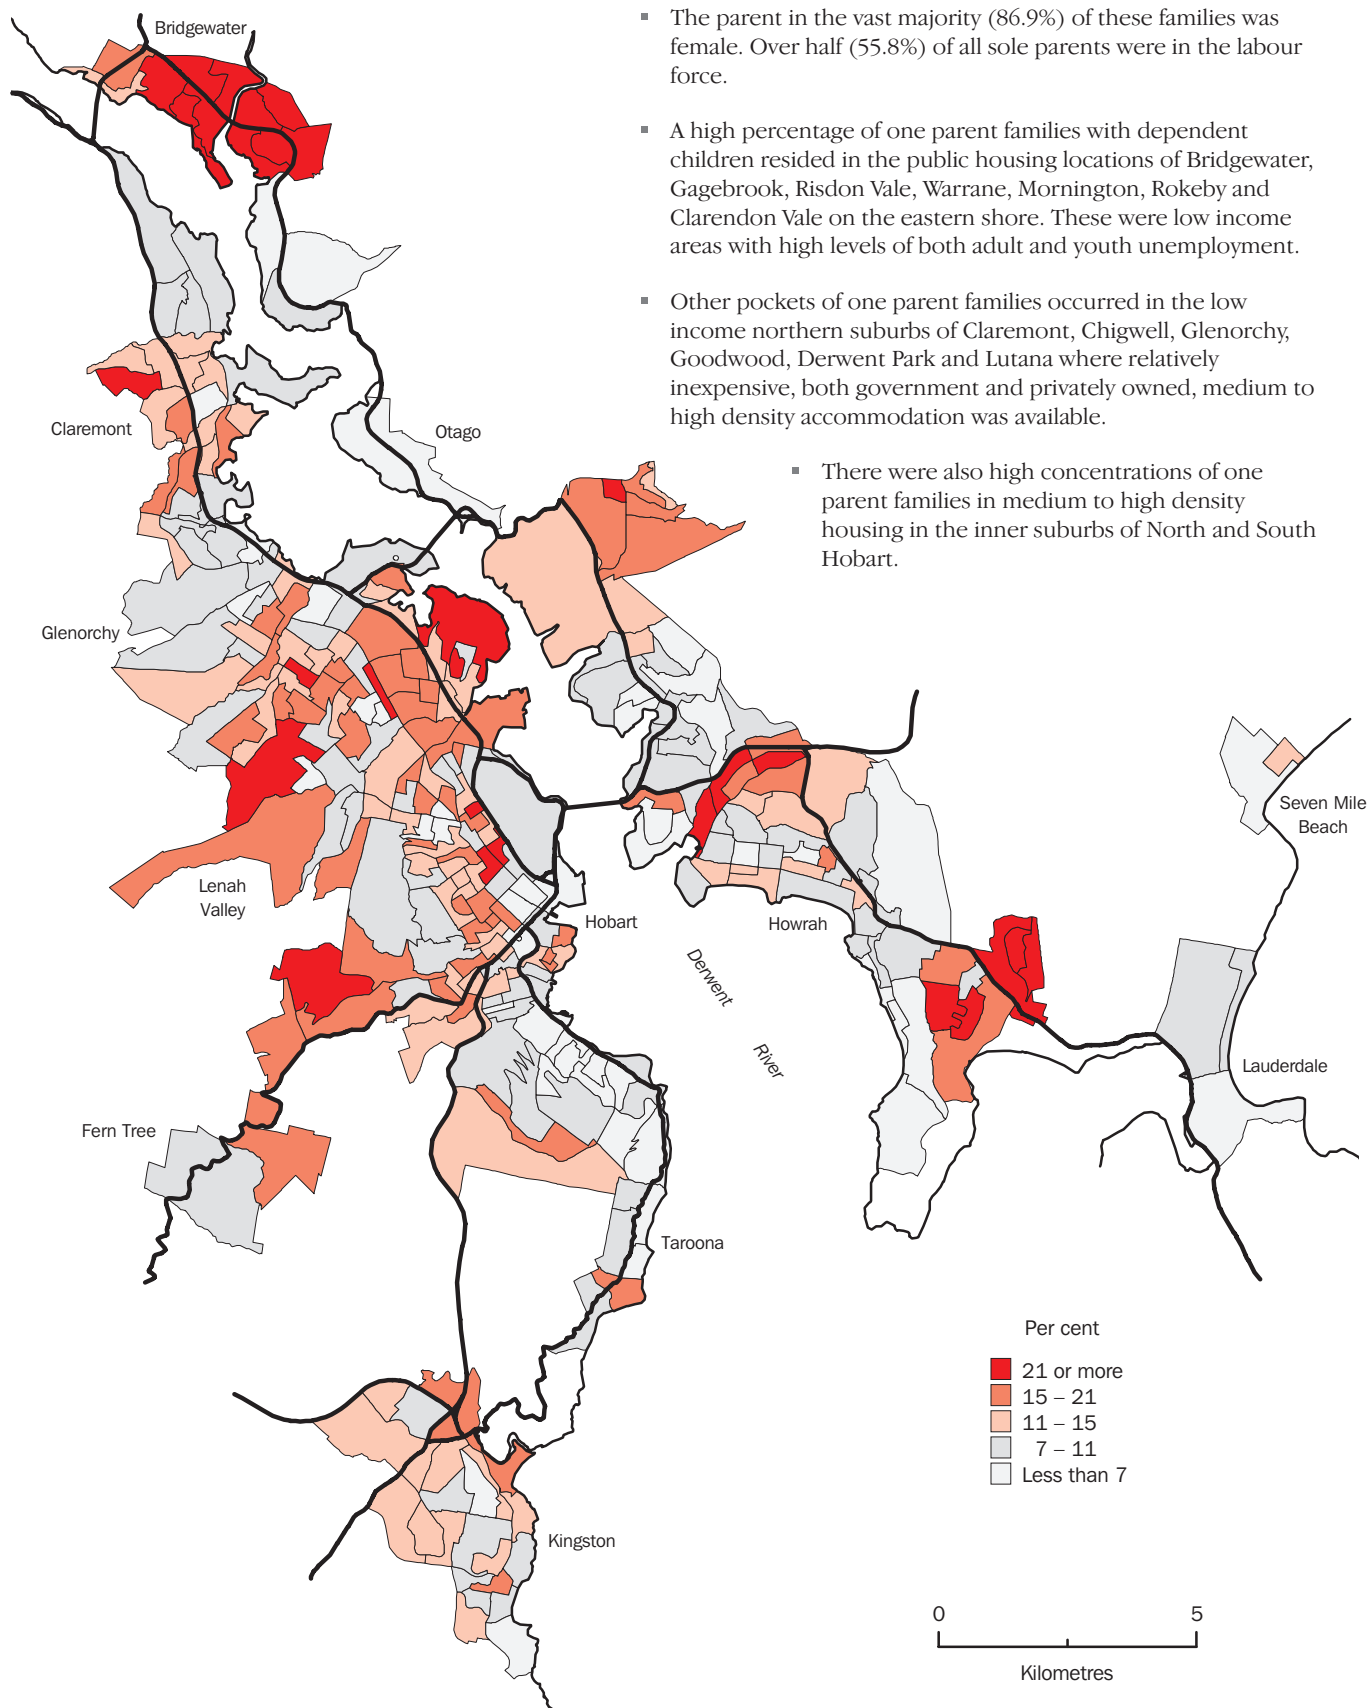 ▪ The parent in the vast majority (86.9%) of these families was
female. Over half (55.8%) of all sole parents were in the labour
force.
▪ A high percentage of one parent families with dependent
children resided in the public housing locations of Bridgewater,
Gagebrook, Risdon Vale, Warrane, Mornington, Rokeby and
Clarendon Vale on the eastern shore. These were low income
areas with high levels of both adult and youth unemployment.
▪ Other pockets of one parent families occurred in the low
income northern suburbs of Claremont, Chigwell, Glenorchy,
Goodwood, Derwent Park and Lutana where relatively
inexpensive, both government and privately owned, medium to
high density accommodation was available.
▪ There were also high concentrations of one
parent families in medium to high density
housing in the inner suburbs of North and South
Hobart.
Bridgewater
Claremont
Otago
Glenorchy
Seven Mile
Beach
Lenah
Valley
Hobart
Howrah
Derwent
River
Lauderdale
Fern Tree
Taroona
Kingston
Per cent
21 or more
15 – 21
11 – 15
7 – 11
Less than 7
0 5
Kilometres